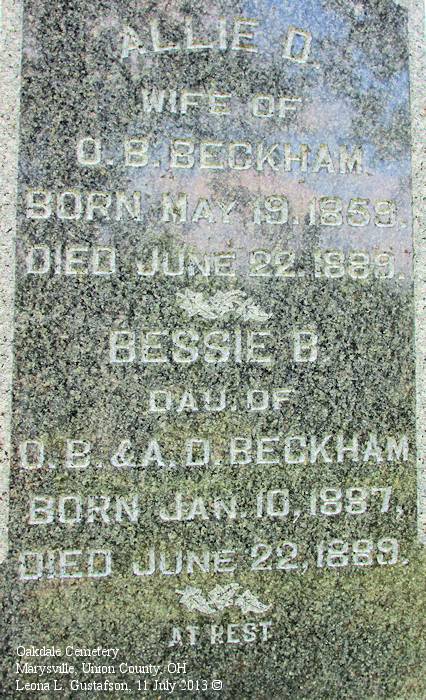 ALLIE D.
WIFE OF
O. B. BECKHAM.
BORN MAY 19, 1859.
DIED JUNE 22, 1889.
BESSIE B.
DAU. OF
O. B. & A. D. BECKHAM
BORN JAN. 10, 1887,
DIED JUNE 22, 1889.
AT REST
Oakdale Cemetery
Marysville, Union County, OH
Leona L. Gustafson, 11 July 2013 ©